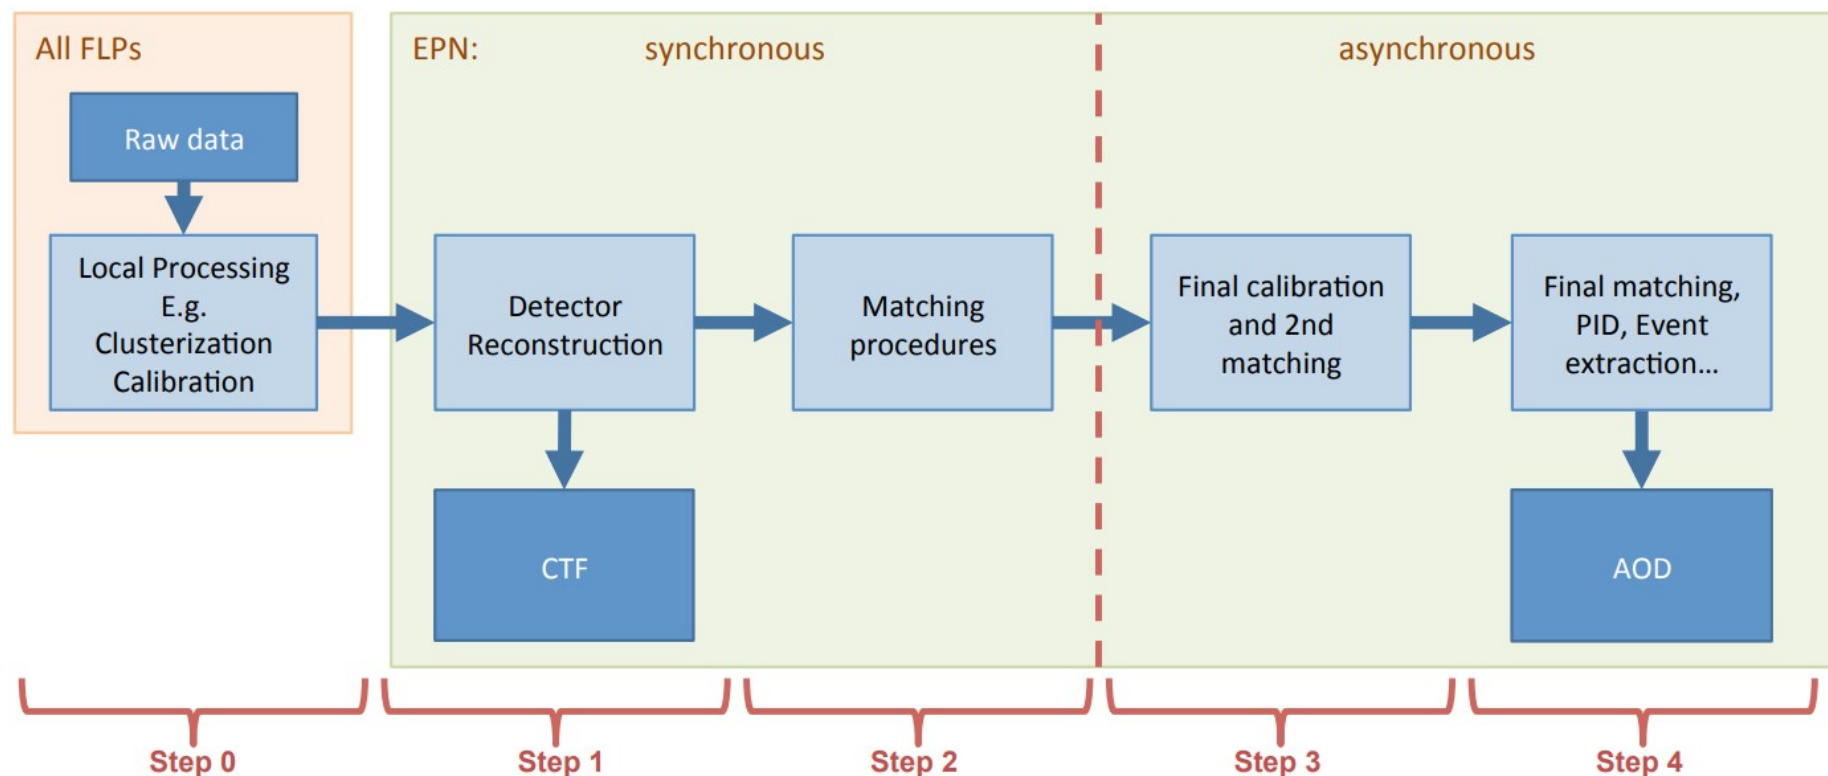 All FLPs
Raw data
Local Processing
E.g.
Clusterization
Calibration
EPN:
synchronous
asynchronous
Detector
Reconstruction
Matching
procedures
Final calibration
and 2nd
matching
Final matching,
PID, Event
extraction...
CTF
AOD
Step 0
Step 1
Step 2
Step 3
Step 4